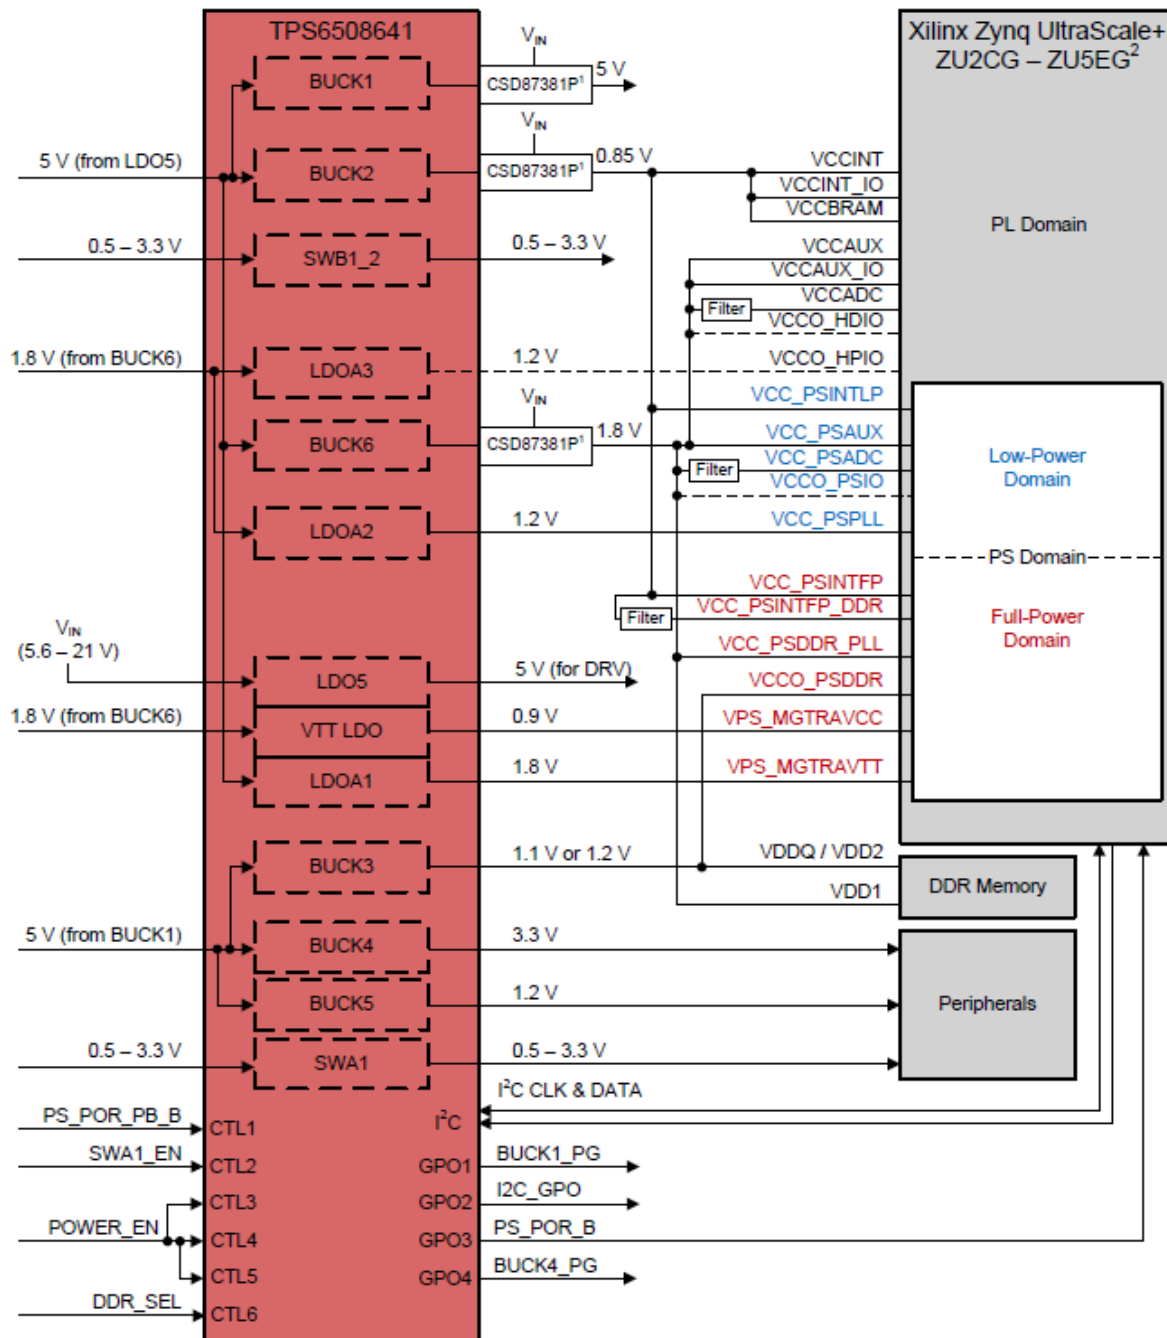 TPS6508641
Xilinx Zynq UltraScale+
ZU2CG – ZU5EG²
V_IN
BUCK1
CSD87381P¹
5 V
V_IN
5 V (from LDO5)
BUCK2
CSD87381P¹
0.85 V
VCCINT
VCCINT_IO
VCCBRAM
PL Domain
0.5 – 3.3 V
SWB1_2
0.5 – 3.3 V
VCCAUX
VCCAUX_IO
Filter
VCCADC
VCCO_HDIO
1.8 V (from BUCK6)
LDOA3
1.2 V
VCCO_HPIO
V_IN
VCC_PSINTLP
BUCK6
CSD87381P¹
1.8 V
VCC_PSAUX
Filter
VCC_PSADC
VCCO_PSIO
Low-Power
Domain
LDOA2
1.2 V
VCC_PSPLL
PS Domain
VCC_PSINTFP
Filter
VCC_PSINTFP_DDR
Full-Power
Domain
V_IN
(5.6 – 21 V)
VCC_PSDDR_PLL
LDO5
5 V (for DRV)
VCCO_PSDDR
1.8 V (from BUCK6)
VTT LDO
0.9 V
VPS_MGTRAVCC
LDOA1
1.8 V
VPS_MGTRAVTT
BUCK3
1.1 V or 1.2 V
VDDQ / VDD2
VDD1
DDR Memory
5 V (from BUCK1)
BUCK4
3.3 V
BUCK5
1.2 V
Peripherals
0.5 – 3.3 V
SWA1
0.5 – 3.3 V
I²C CLK & DATA
PS_POR_PB_B
CTL1
I²C
SWA1_EN
CTL2
GPO1
BUCK1_PG
CTL3
GPO2
I2C_GPO
POWER_EN
CTL4
GPO3
PS_POR_B
CTL5
GPO4
BUCK4_PG
DDR_SEL
CTL6